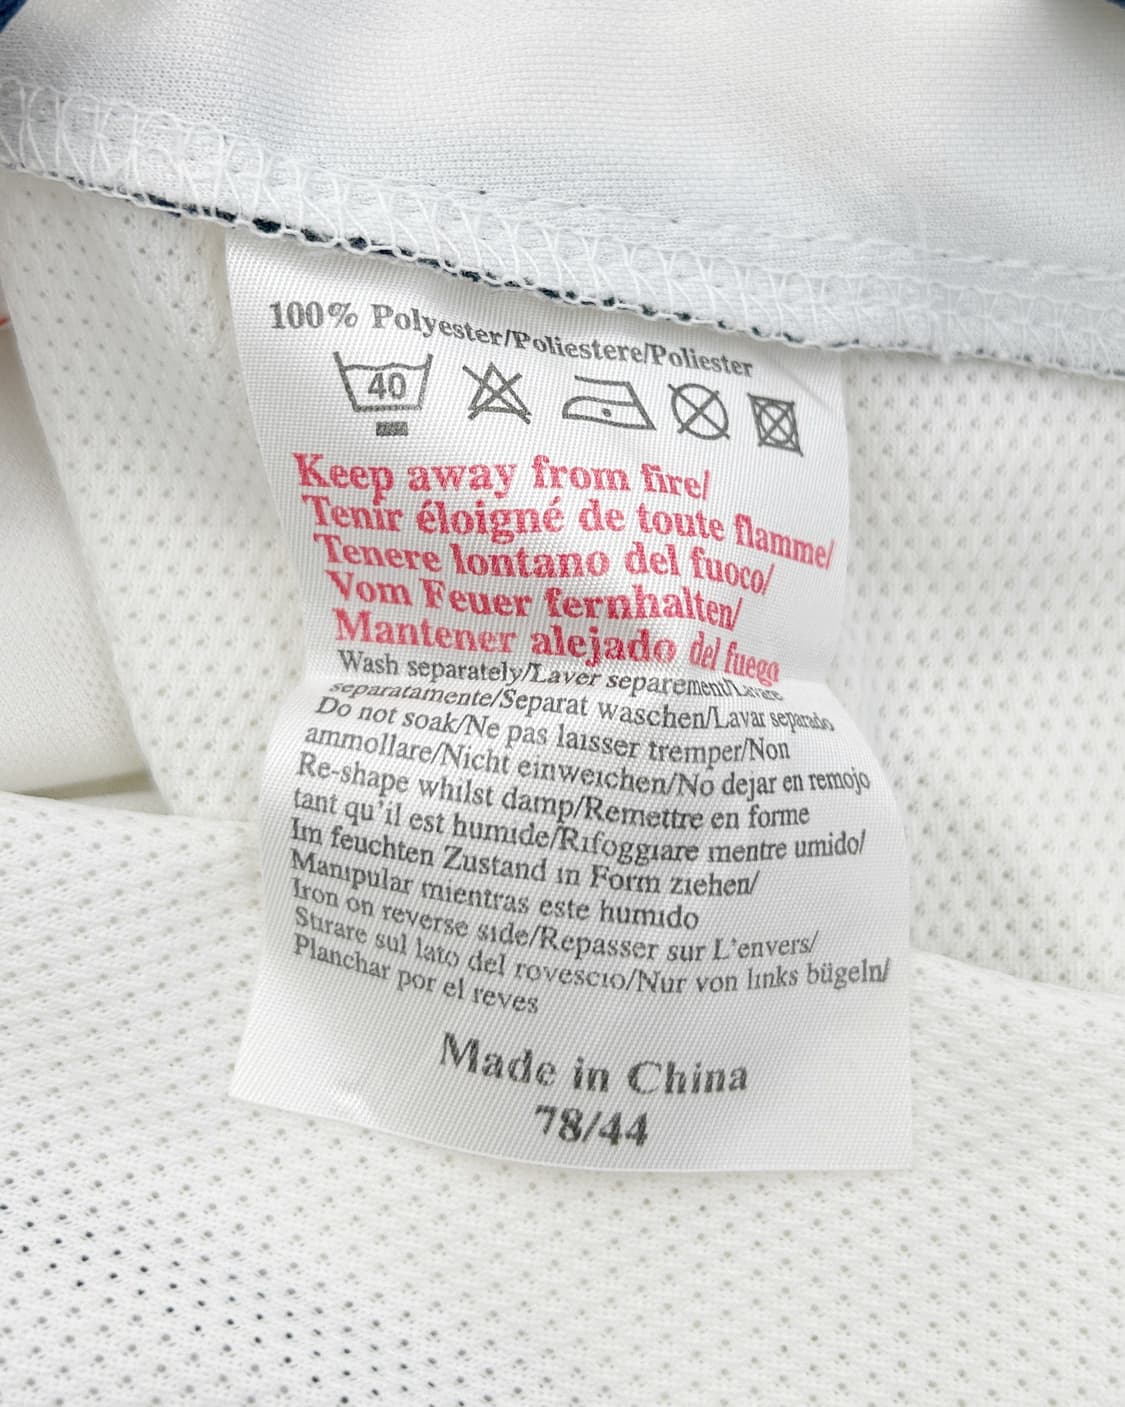 100% Polyester/Poliestere/Poliester
40
Keep away from fire/
Tenir éloigné de toute flamme/
Tenere lontano del fuoco/
Vom Feuer fernhalten/
Mantener alejado del fuego
Wash separately/Laver separement/Lavare
separatamente/Separat waschen/Lavar separado
Do not soak/Ne pas laisser tremper/Non
ammollare/Nicht einweichen/No dejar en remojo
Re-shape whilst damp/Remettre en forme
tant qu'il est humide/Rifoggiare mentre umido/
Im feuchten Zustand in Form ziehen/
Manipular mientras este humido
Iron on reverse side/Repasser sur L'envers/
Stirare sul lato del rovescio/Nur von links bügeln/
Planchar por el reves
Made in China
78/44